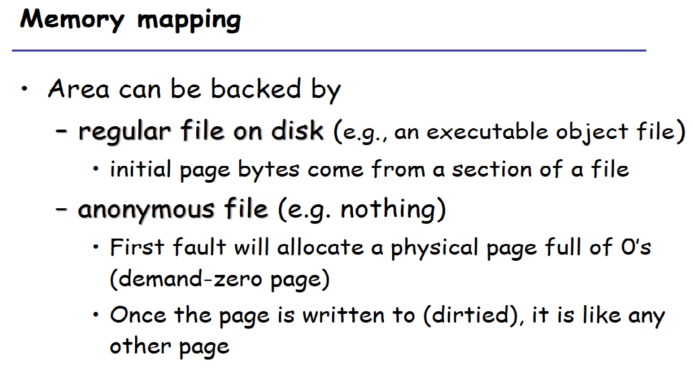 Memory mapping
• Area can be backed by
– regular file on disk (e.g., an executable object file)
• initial page bytes come from a section of a file
– anonymous file (e.g. nothing)
• First fault will allocate a physical page full of 0's
(demand-zero page)
• Once the page is written to (dirtied), it is like any
other page